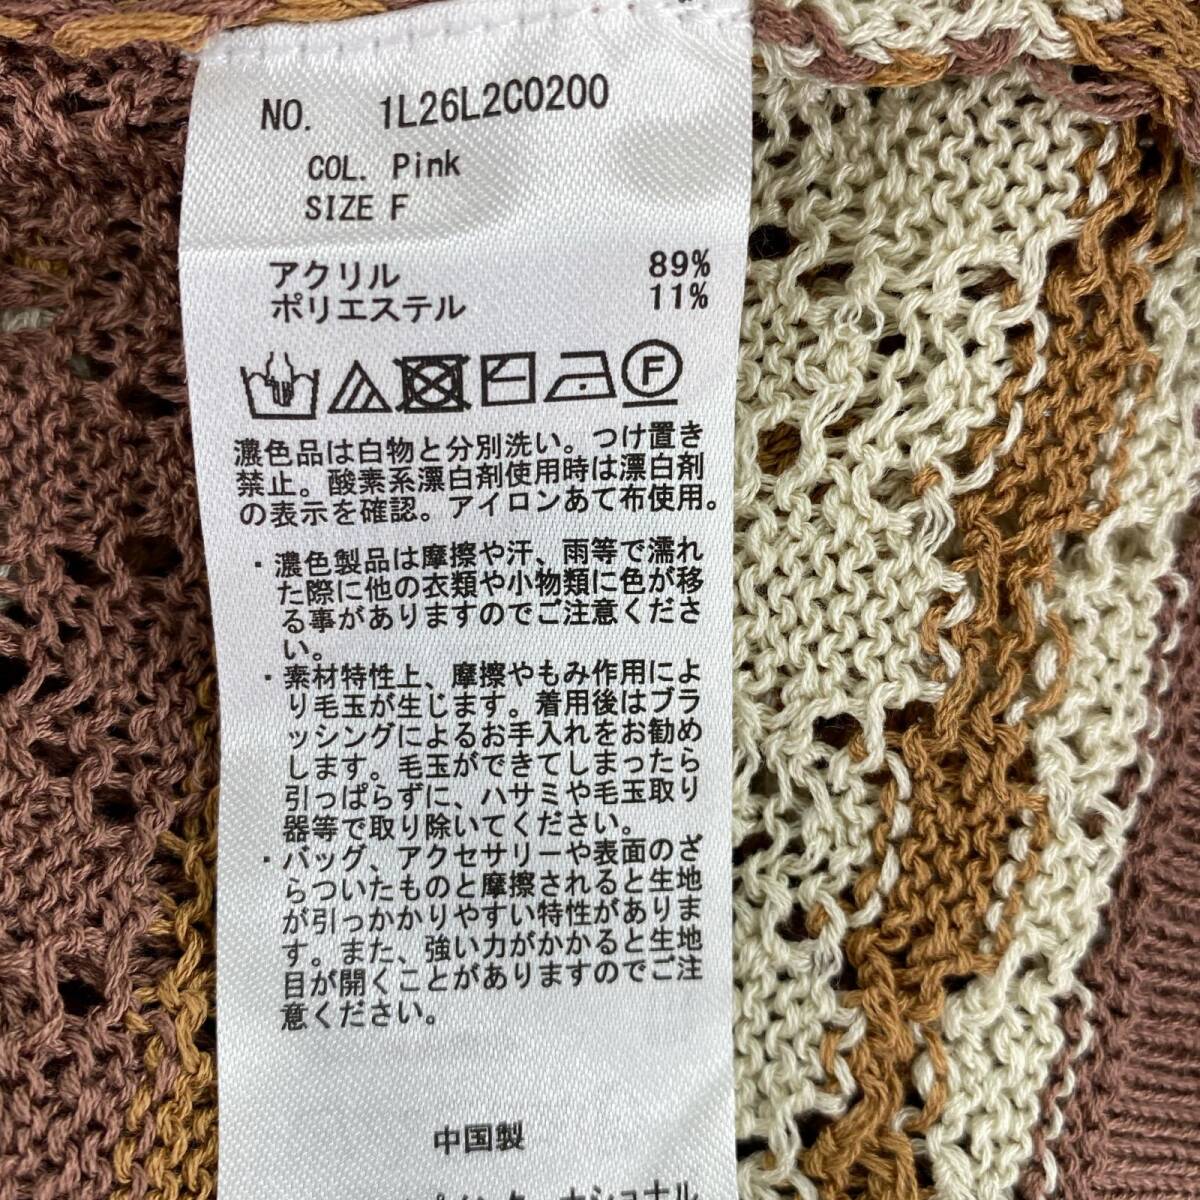 NO. 1L26L2C0200
COL. Pink
SIZE F
アクリル 89%
ポリエステル 11%
F
濃色品は白物と分別洗い。つけ置き
禁止。酸素系漂白剤使用時は漂白剤
の表示を確認。アイロンあて布使用。
・濃色製品は摩擦や汗、雨等で濡れ
た際に他の衣類や小物類に色が移
る事がありますのでご注意くださ
い。
・素材特性上、摩擦やもみ作用によ
り毛玉が生じます。着用後はブラ
ッシングによるお手入れをお勧め
します。毛玉ができてしまったら
引っぱらずに、ハサミや毛玉取り
器等で取り除いてください。
・バッグ、アクセサリーや表面のざ
らついたものと摩擦されると生地
が引っかかりやすい特性がありま
す。また、強い力がかかると生地
目が開くことがありますのでご注
意ください。
中国製